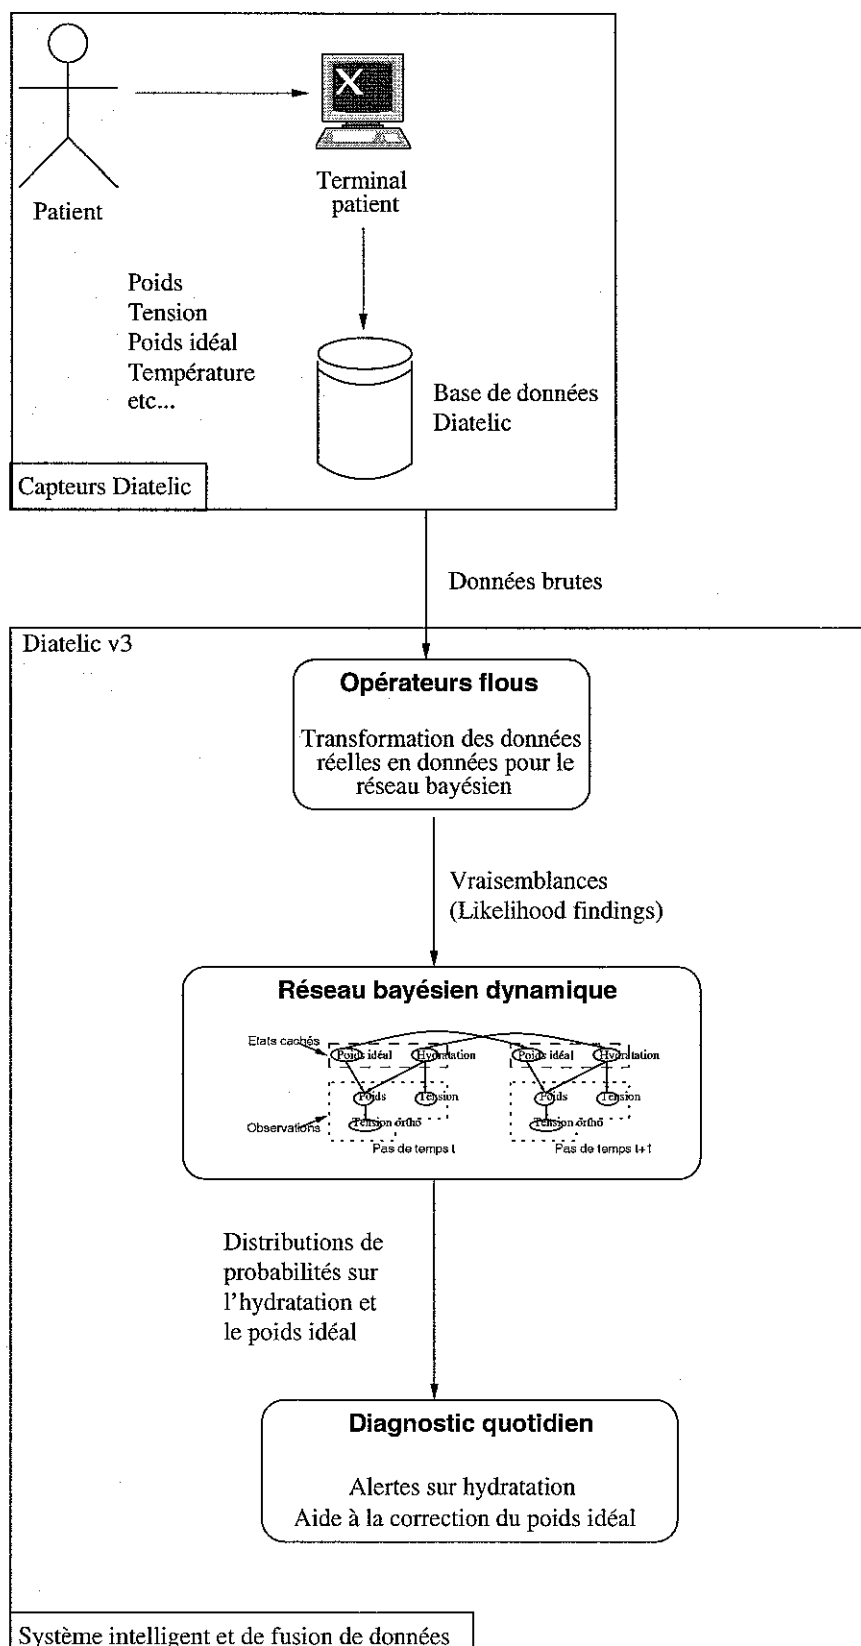 X
Terminal
patient
Patient
Poids
Tension
Poids idéal
Température
etc...
Base de données
Diatelic
Capteurs Diatelic
Données brutes
Diatelic v3
Opérateurs flous
Transformation des données
réelles en données pour le
réseau bayésien
Vraisemblances
(Likelihood findings)
Réseau bayésien dynamique
Etats cachés
Poids idéal
Hydratation
Poids idéal
Hydratation
Poids
Tension
Poids
Tension
Observations
Tension ortho
Tension ortho
Pas de temps t
Pas de temps t+1
Distributions de
probabilités sur
l'hydratation et
le poids idéal
Diagnostic quotidien
Alertes sur hydratation
Aide à la correction du poids idéal
Système intelligent et de fusion de données